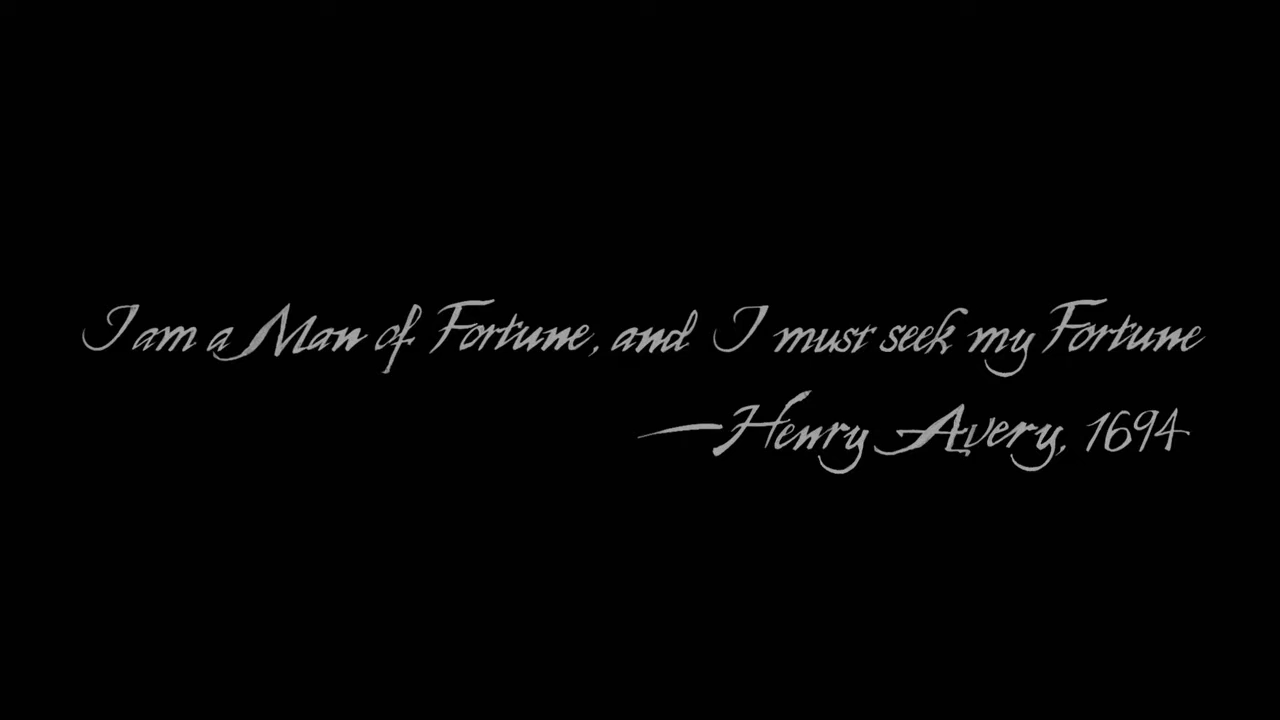 I am a Man of Fortune, and I must seek my Fortune
—Henry Avery, 1694